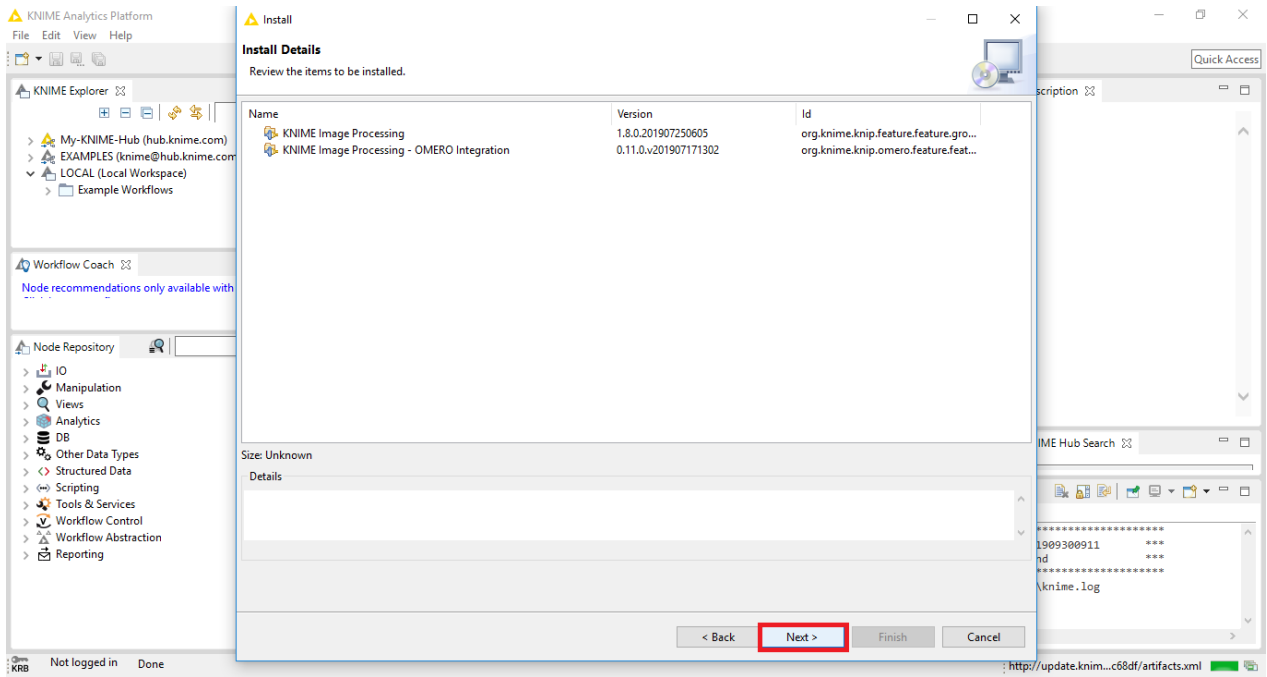 KNIME Analytics Platform
File Edit View Help
Quick Access
KNIME Explorer
My-KNIME-Hub (hub.knime.com)
EXAMPLES (knime@hub.knime.com
LOCAL (Local Workspace)
Example Workflows
Workflow Coach
Node recommendations only available with
Node Repository
IO
Manipulation
Views
Analytics
DB
Other Data Types
Structured Data
Scripting
Tools & Services
Workflow Control
Workflow Abstraction
Reporting
Install
Install Details
Review the items to be installed.
Name Version Id
KNIME Image Processing 1.8.0.201907250605 org.knime.knip.feature.feature.gro...
KNIME Image Processing - OMERO Integration 0.11.0.v201907171302 org.knime.knip.omero.feature.feat...
Size: Unknown
Details
< Back Next > Finish Cancel
scription
IME Hub Search
*********************
1909300911 ***
nd ***
*********************
\knime.log
KRB Not logged in Done
http://update.knim...c68df/artifacts.xml